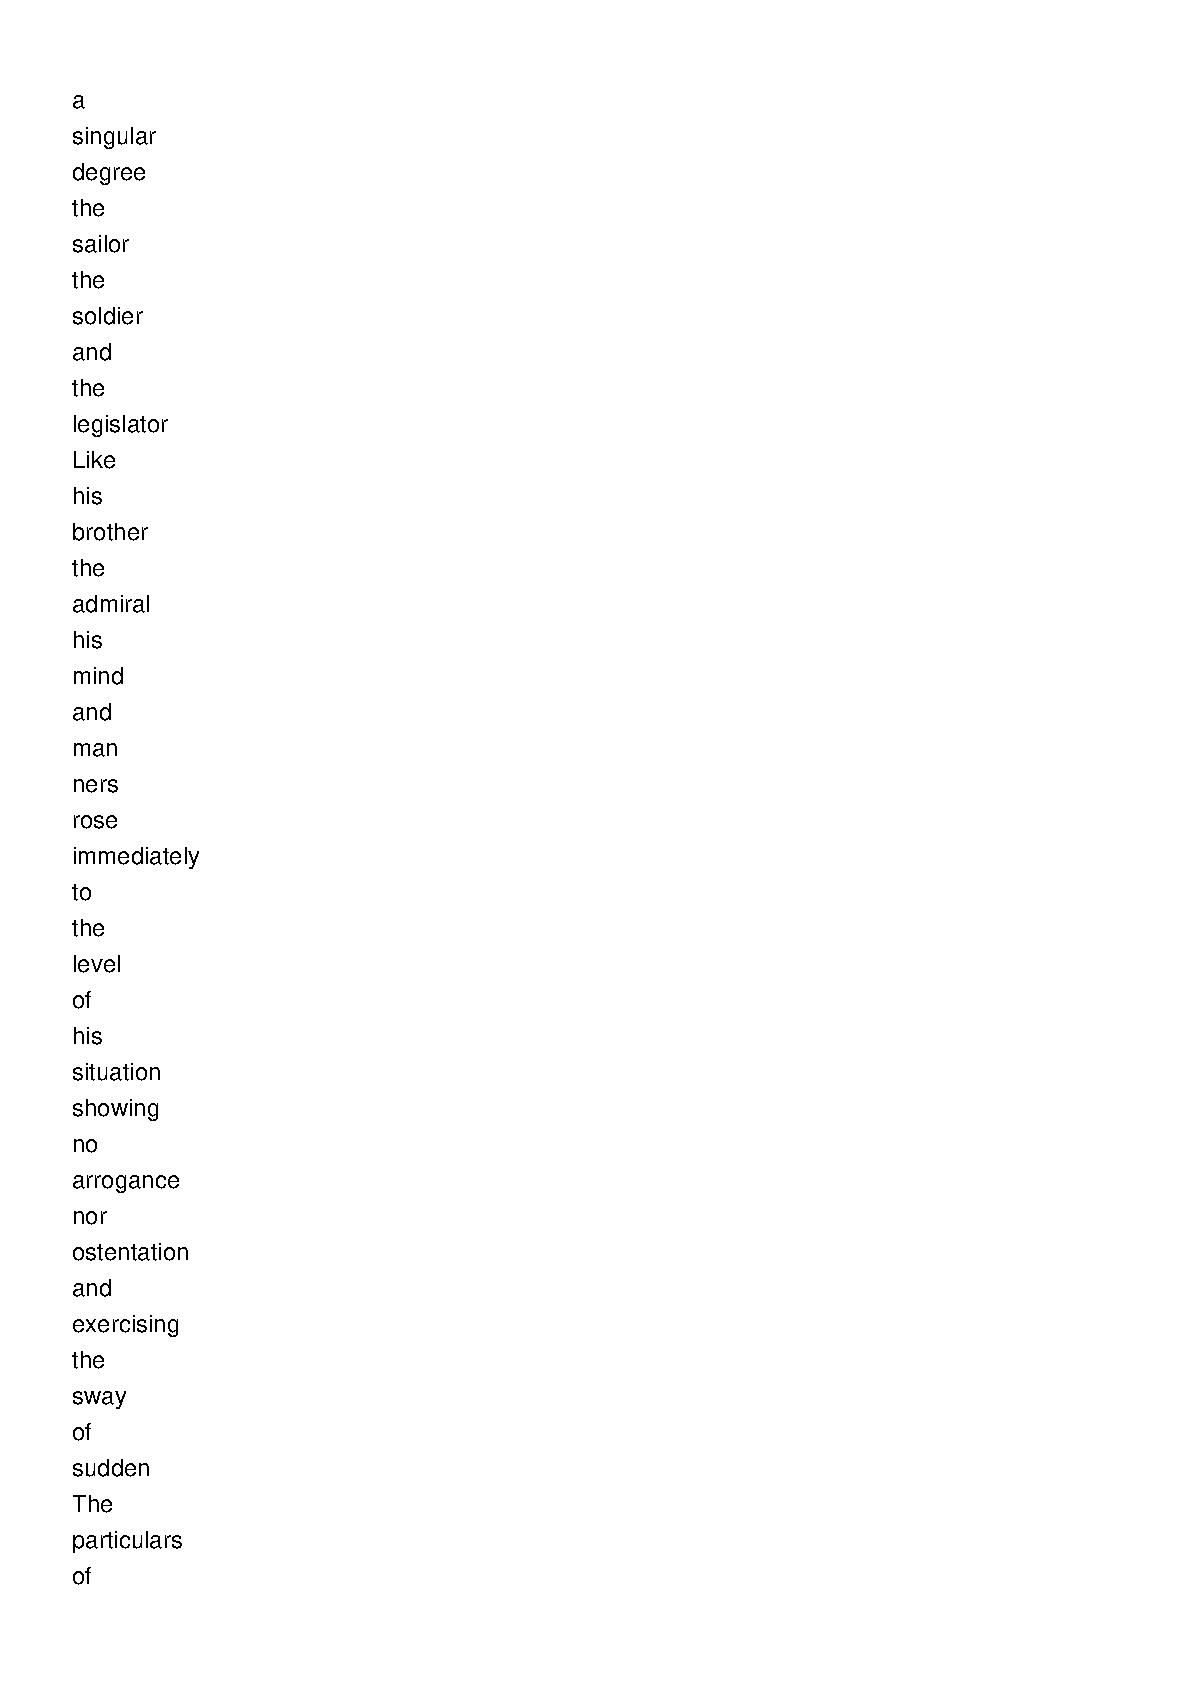 a
singular
degree
the
sailor
the
soldier
and
the
legislator
Like
his
brother
the
admiral
his
mind
and
man
ners
rose
immediately
to
the
level
of
his
situation
showing
no
arrogance
nor
ostentation
and
exercising
the
sway
of
sudden
The
particulars
of